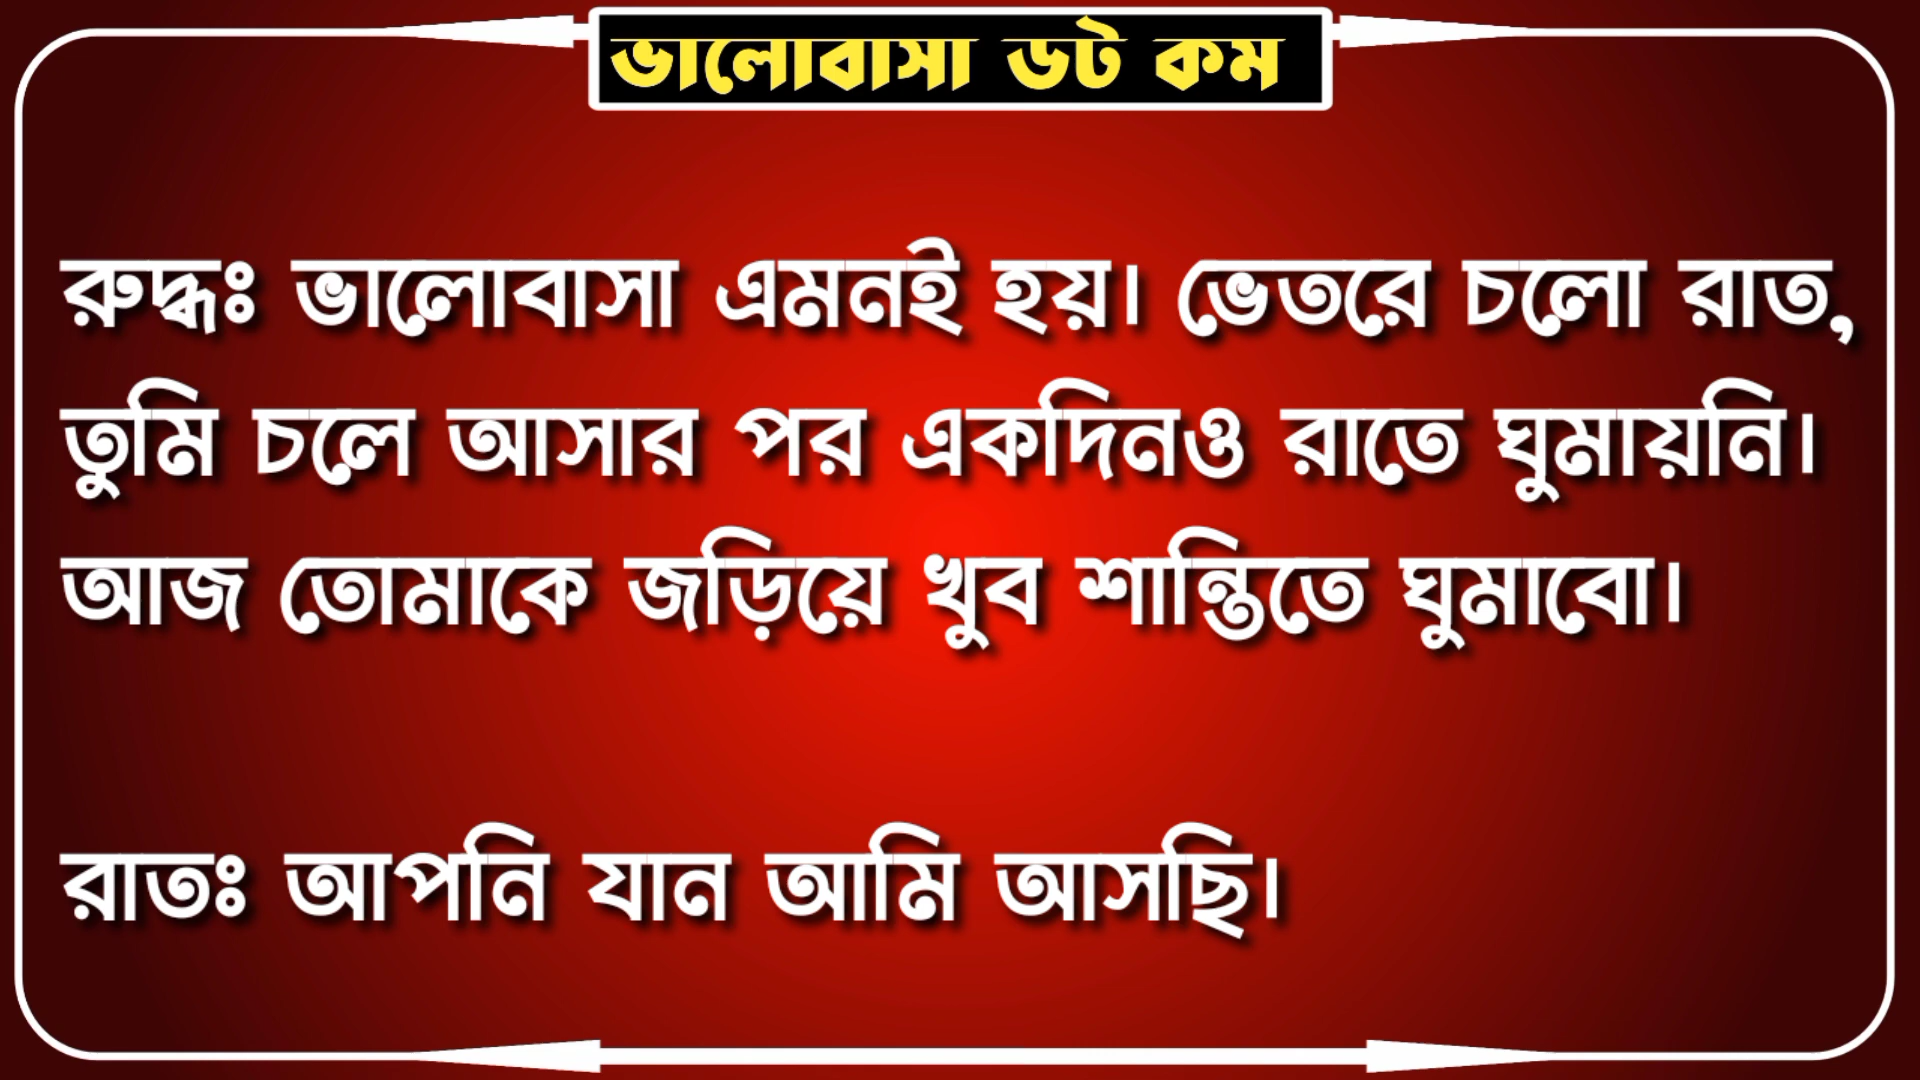 ভালোবাসা ডট কম
রুদ্ধঃ ভালোবাসা এমনই হয়। ভেতরে চলো রাত,
তুমি চলে আসার পর একদিনও রাতে ঘুমায়নি।
আজ তোমাকে জড়িয়ে খুব শান্তিতে ঘুমাবো।
রাতঃ আপনি যান আমি আসছি।